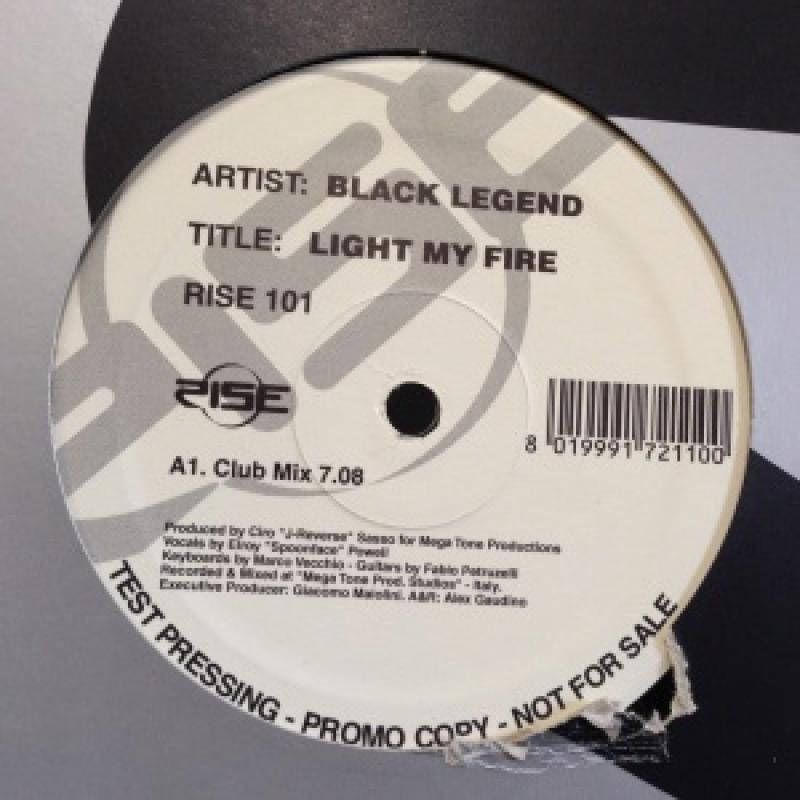 ARTIST: BLACK LEGEND
TITLE: LIGHT MY FIRE
RISE 101
RISE
8 019991 721100
A1. Club Mix 7.08
Produced by Ciro "J-Reverse" Sasso for Mega Tone Productions
Vocals by Elroy "Spoonface" Powell
Keyboards by Marco Vecchio - Guitars by Fabio Petruzelli
Recorded & Mixed at "Mega Tone Prod. Studios" - Italy.
Executive Producer: Giacomo Maiolini. A&R: Alex Gaudino
TEST PRESSING - PROMO COPY - NOT FOR SALE